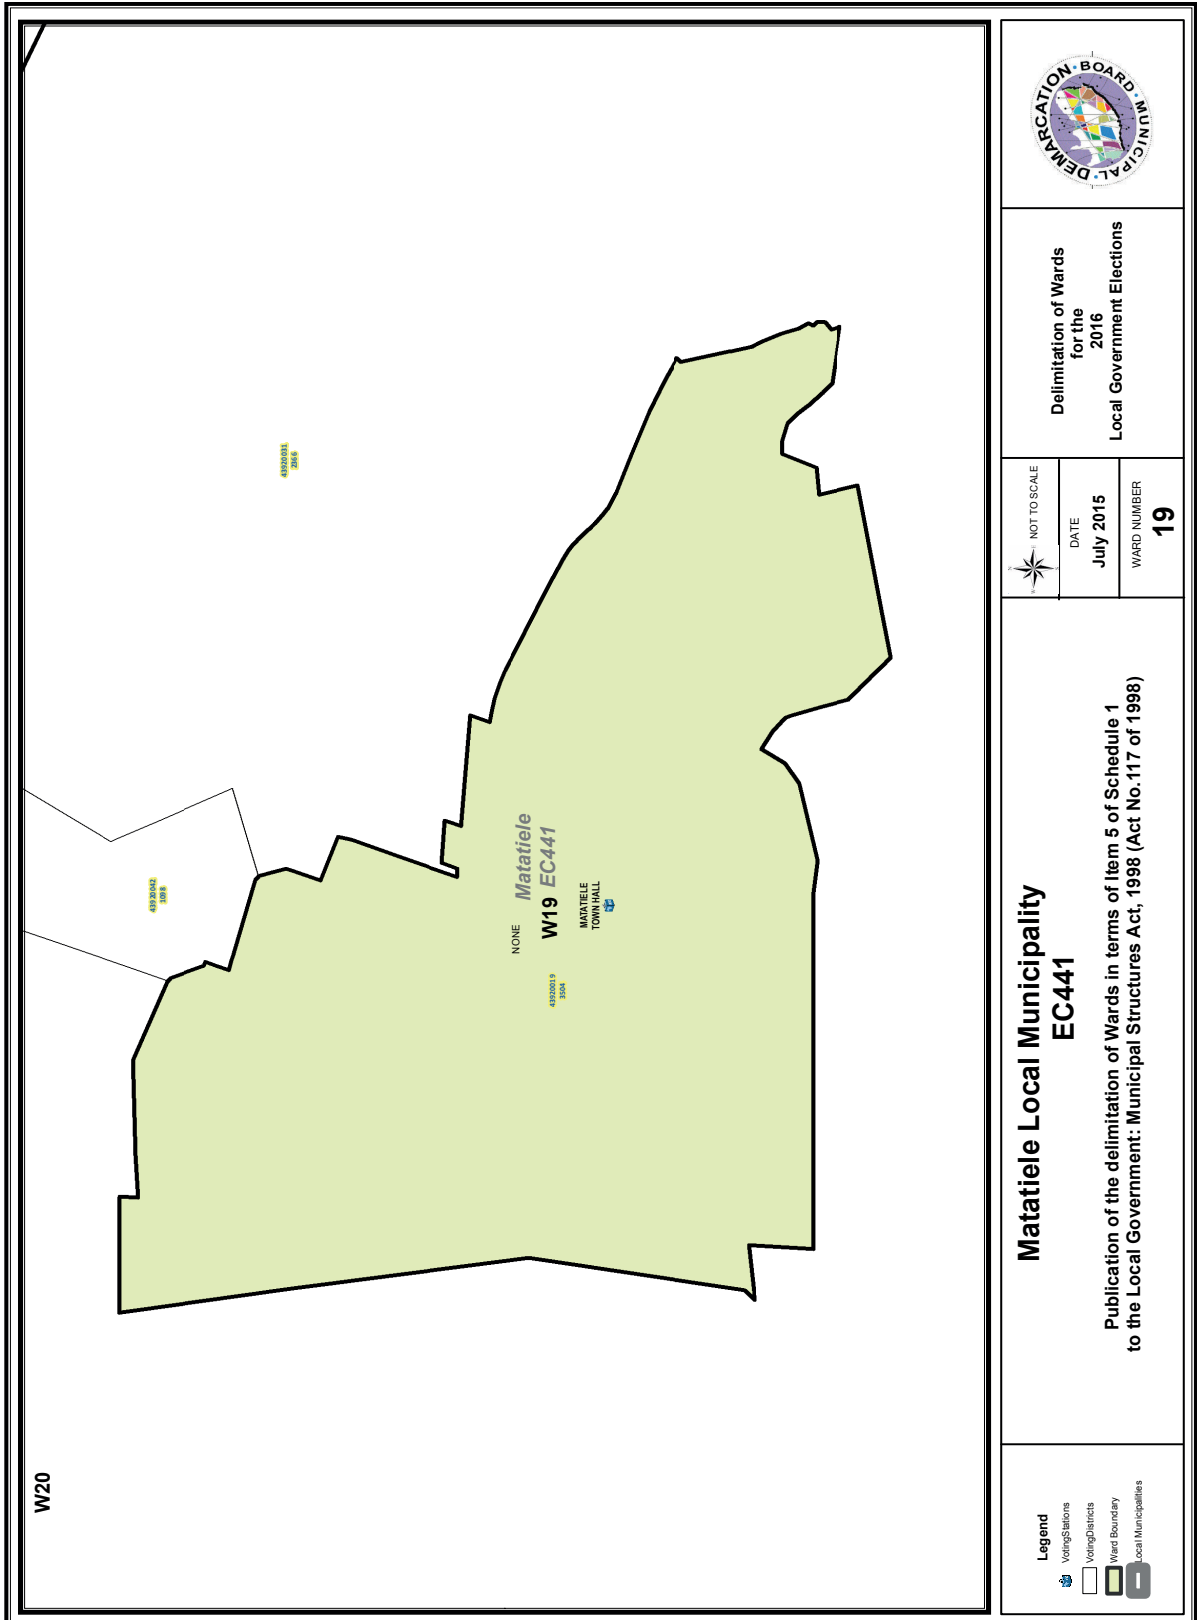 W20
43920042
1098
43920031
2366
NONE
Matatiele
W19 EC441
MATATIELE
TOWN HALL
43920019
3504
Legend
VotingStations
VotingDistricts
Ward Boundary
Local Municipalities
Matatiele Local Municipality
EC441
Publication of the delimitation of Wards in terms of Item 5 of Schedule 1
to the Local Government: Municipal Structures Act, 1998 (Act No.117 of 1998)
NOT TO SCALE
DATE
July 2015
WARD NUMBER
19
Delimitation of Wards
for the
2016
Local Government Elections
MUNICIPAL · DEMARCATION · BOARD ·